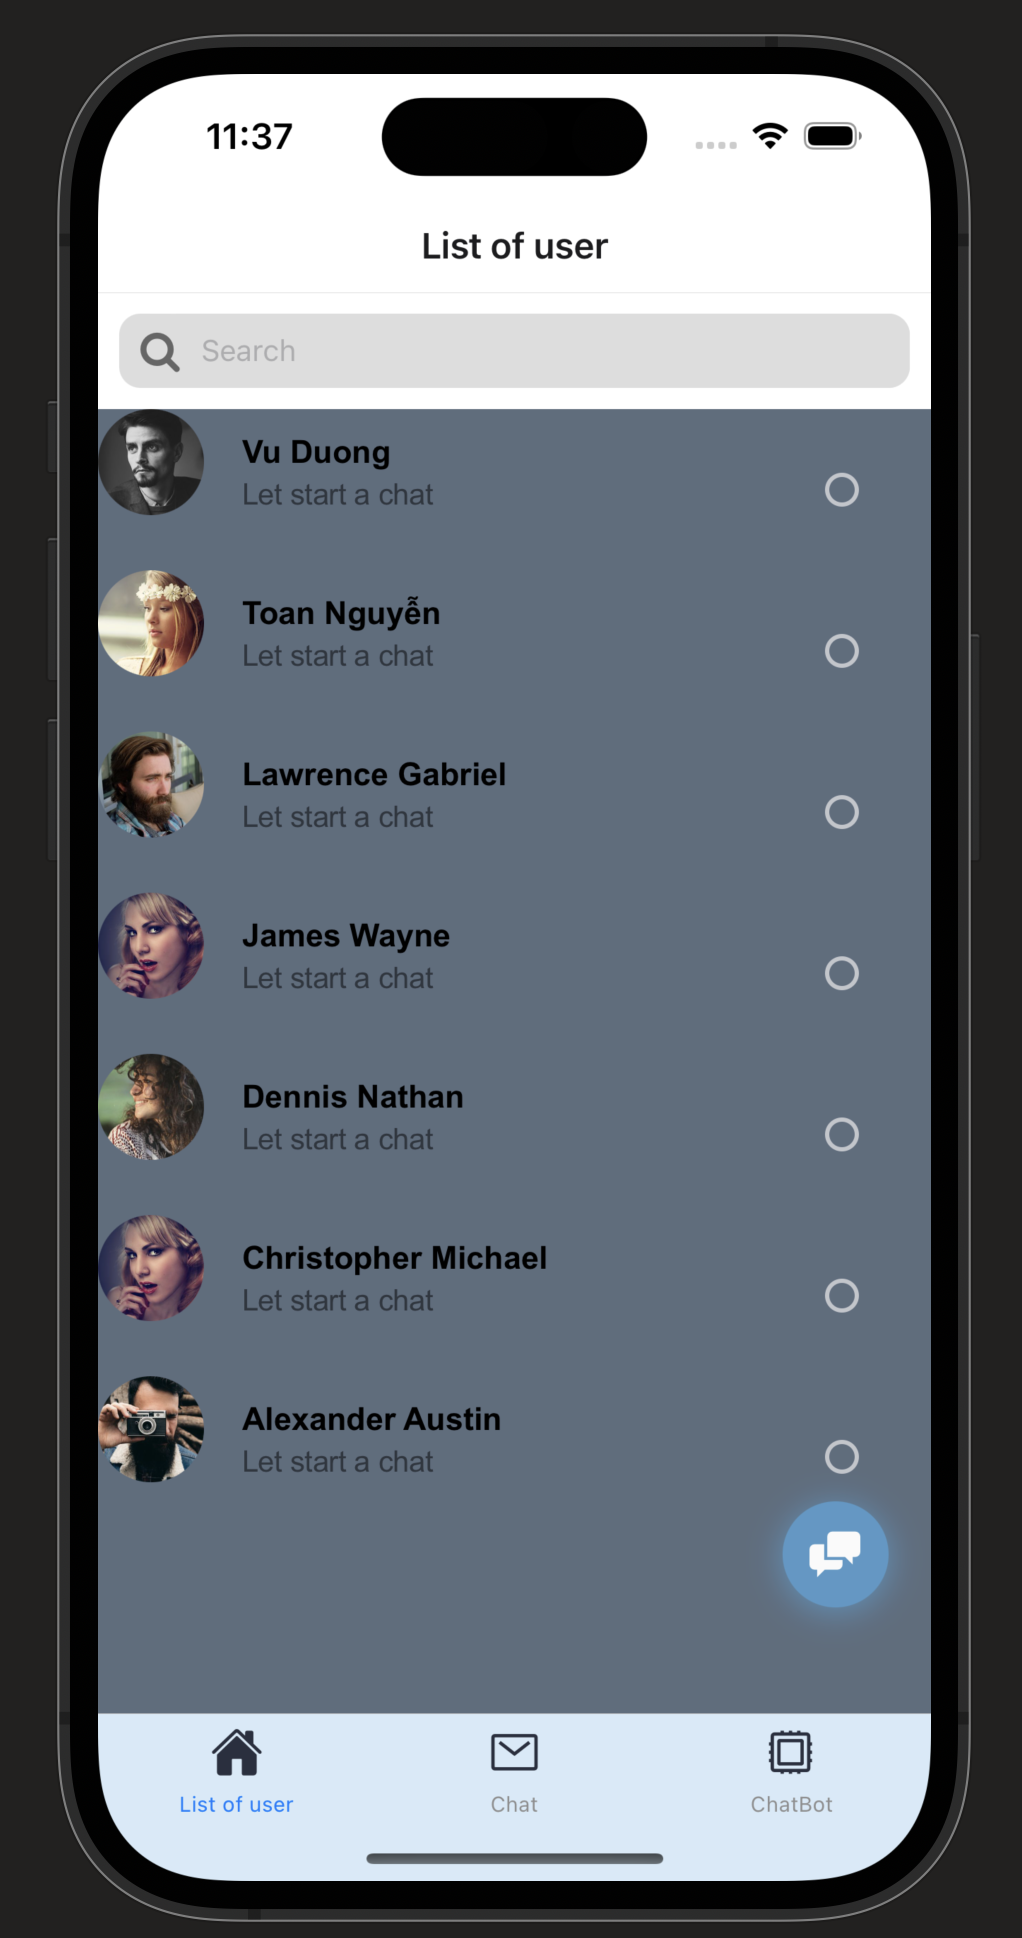 11:37
List of user
Search
Vu Duong
Let start a chat
Toan Nguyễn
Let start a chat
Lawrence Gabriel
Let start a chat
James Wayne
Let start a chat
Dennis Nathan
Let start a chat
Christopher Michael
Let start a chat
Alexander Austin
Let start a chat
List of user
Chat
ChatBot